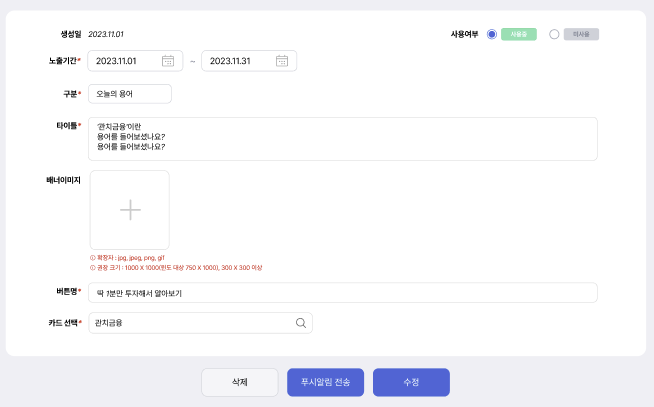 생성일 2023.11.01 사용여부 사용중 미사용
노출기간* 2023.11.01 ~ 2023.11.31
구분* 오늘의 용어
타이틀* '관치금융'이란
용어를 들어보셨나요?
용어를 들어보셨나요?
배너이미지
확장자 : jpg, jpeg, png, gif
권장 크기 : 1000 X 1000(반도 대상 750 X 1000), 300 X 300 이상
버튼명* 딱 1분만 투자해서 알아보기
카드 선택* 관치금융
삭제 푸시알림 전송 수정